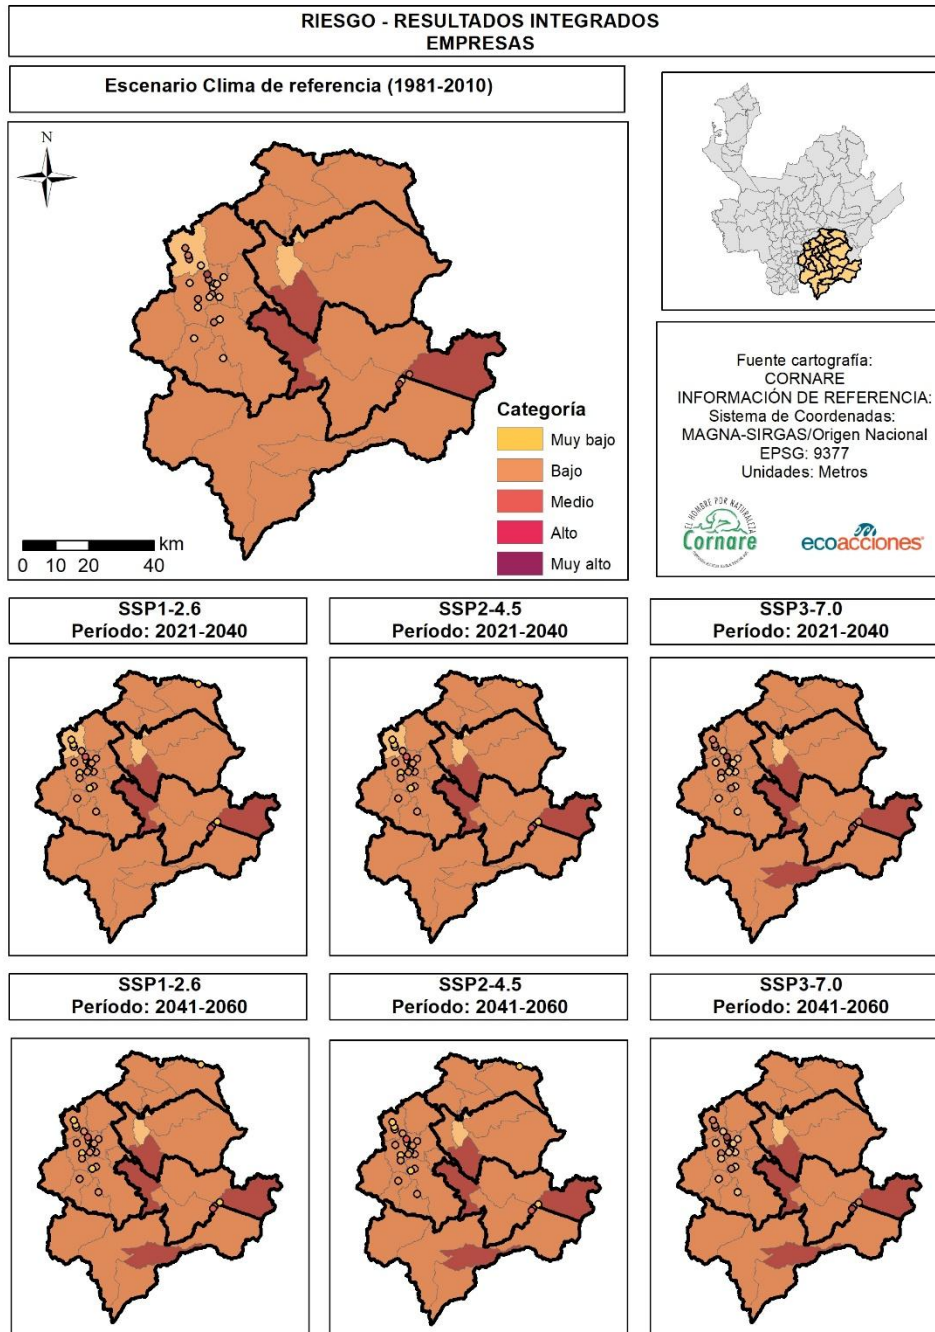 RIESGO - RESULTADOS INTEGRADOS
EMPRESAS
Escenario Clima de referencia (1981-2010)
N
Categoría
Muy bajo
Bajo
Medio
Alto
Muy alto
km
0 10 20 40
Fuente cartografía:
CORNARE
INFORMACIÓN DE REFERENCIA:
Sistema de Coordenadas:
MAGNA-SIRGAS/Origen Nacional
EPSG: 9377
Unidades: Metros
EL HOMBRE POR NATURALEZA
Cornare
ecoacciones
SSP1-2.6
Período: 2021-2040
SSP2-4.5
Período: 2021-2040
SSP3-7.0
Período: 2021-2040
SSP1-2.6
Período: 2041-2060
SSP2-4.5
Período: 2041-2060
SSP3-7.0
Período: 2041-2060